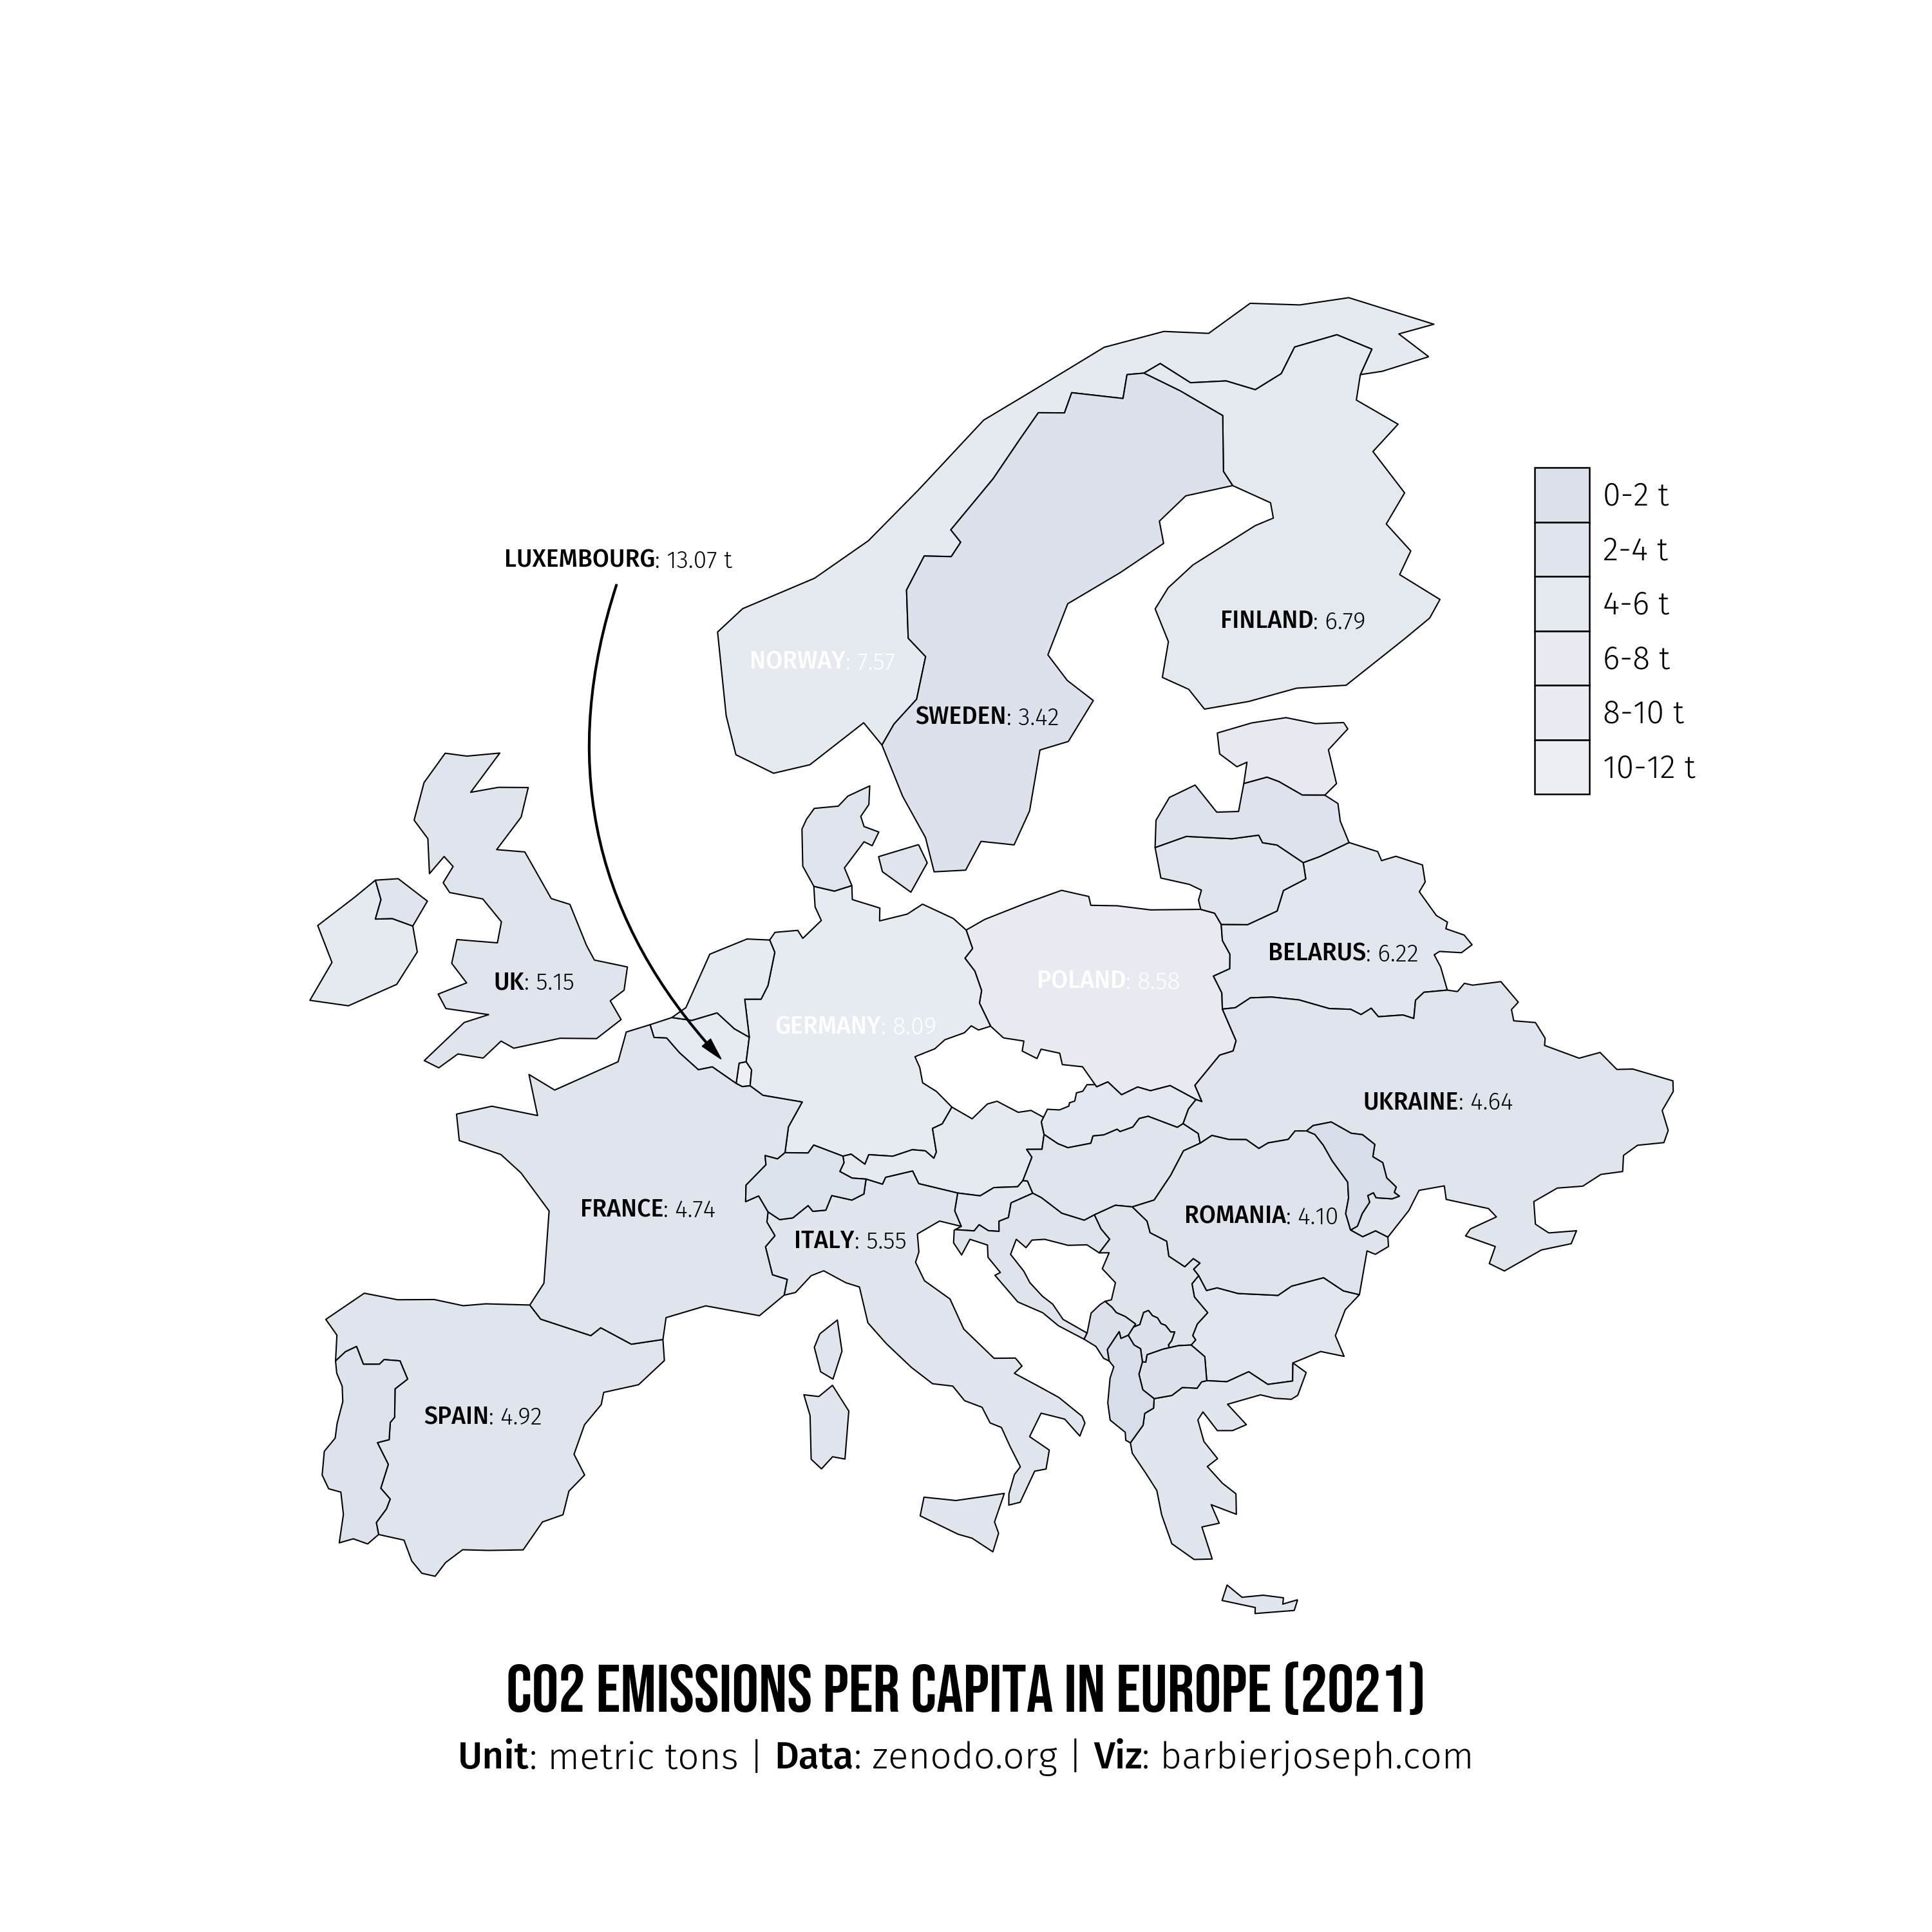 LUXEMBOURG: 13.07 t
0-2 t
2-4 t
4-6 t
6-8 t
8-10 t
10-12 t
FINLAND: 6.79
NORWAY: 7.57
SWEDEN: 3.42
BELARUS: 6.22
UK: 5.15
POLAND: 8.58
GERMANY: 8.09
UKRAINE: 4.64
FRANCE: 4.74
ROMANIA: 4.10
ITALY: 5.55
SPAIN: 4.92
CO2 EMISSIONS PER CAPITA IN EUROPE (2021)
Unit: metric tons | Data: zenodo.org | Viz: barbierjoseph.com